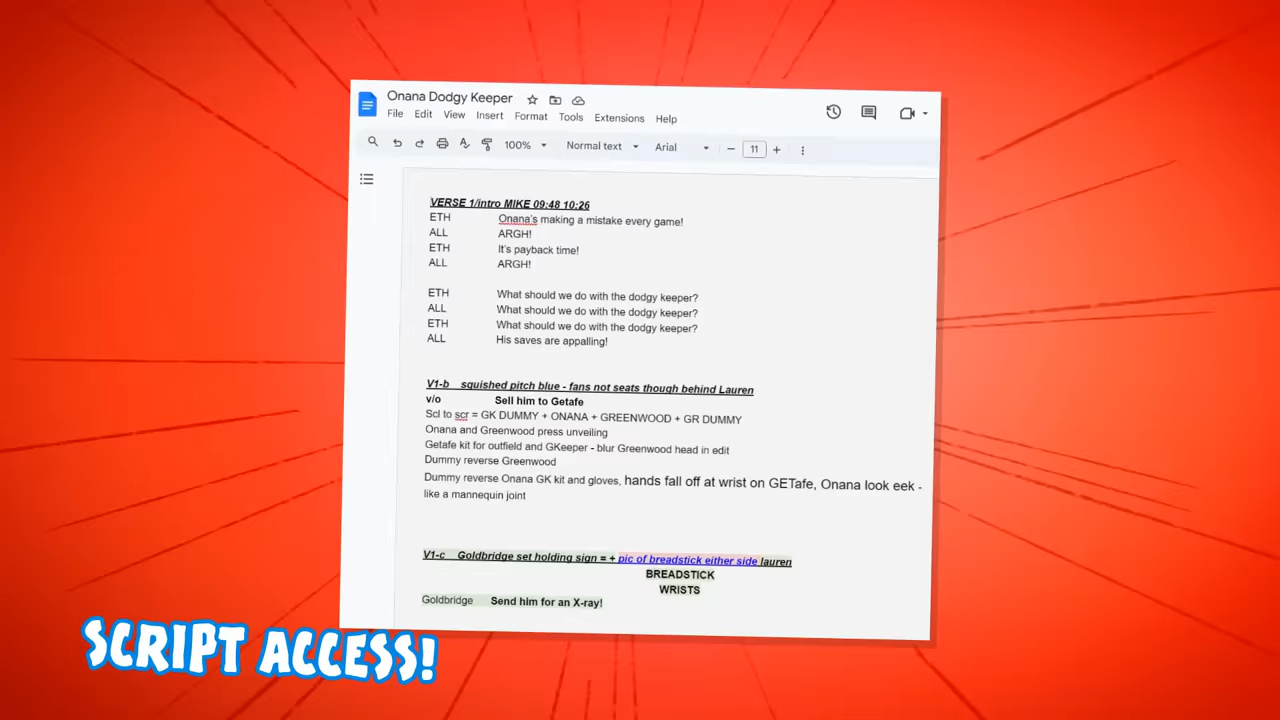 Onana Dodgy Keeper
File Edit View Insert Format Tools Extensions Help
100% Normal text Arial 11
VERSE 1/intro MIKE 09:48 10:26
ETH Onana's making a mistake every game!
ALL ARGH!
ETH It's payback time!
ALL ARGH!
ETH What should we do with the dodgy keeper?
ALL What should we do with the dodgy keeper?
ETH What should we do with the dodgy keeper?
ALL His saves are appalling!
V1-b squished pitch blue - fans not seats though behind Lauren
v/o Sell him to Getafe
Scl to scr = GK DUMMY + ONANA + GREENWOOD + GR DUMMY
Onana and Greenwood press unveiling
Getafe kit for outfield and GKeeper - blur Greenwood head in edit
Dummy reverse Greenwood
Dummy reverse Onana GK kit and gloves, hands fall off at wrist on GETafe, Onana look eek -
like a mannequin joint
V1-c Goldbridge set holding sign = + pic of breadstick either side lauren
BREADSTICK
WRISTS
Goldbridge Send him for an X-ray!
SCRIPT ACCESS!